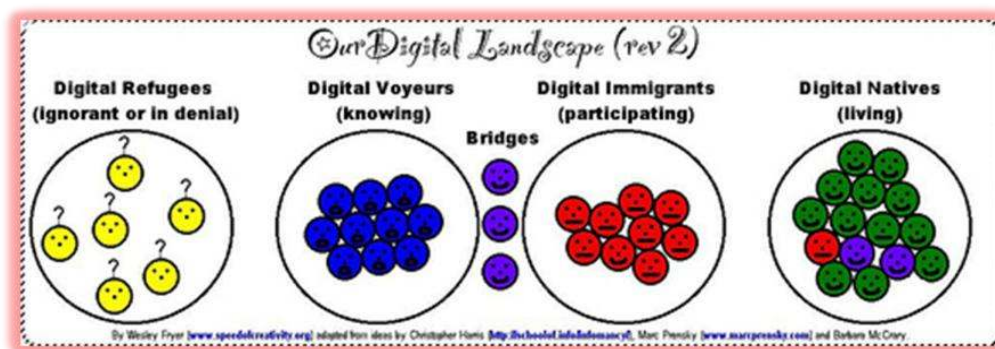 Our Digital Landscape (rev 2)
Digital Refugees
(ignorant or in denial)
Digital Voyeurs
(knowing)
Bridges
Digital Immigrants
(participating)
Digital Natives
(living)
? ? ? ? ? ?
By Wesley Fryer [www.speedofcreativity.org] adapted from ideas by Christopher Harris Marc Prensky [www.marcprensky.com] and Barbara McCrary.